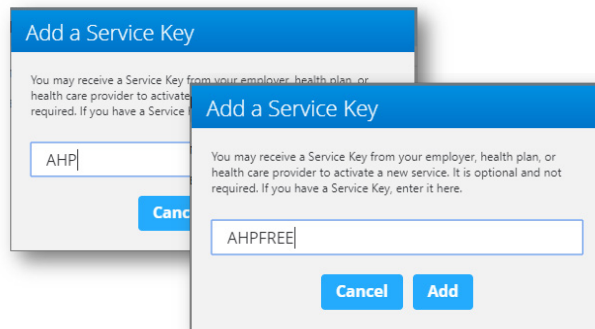 Add a Service Key
You may receive a Service Key from your employer, health plan, or
health care provider to activate
required. If you have a Service
AHP
Canc
Add a Service Key
You may receive a Service Key from your employer, health plan, or
health care provider to activate a new service. It is optional and not
required. If you have a Service Key, enter it here.
AHPFREE
Cancel
Add